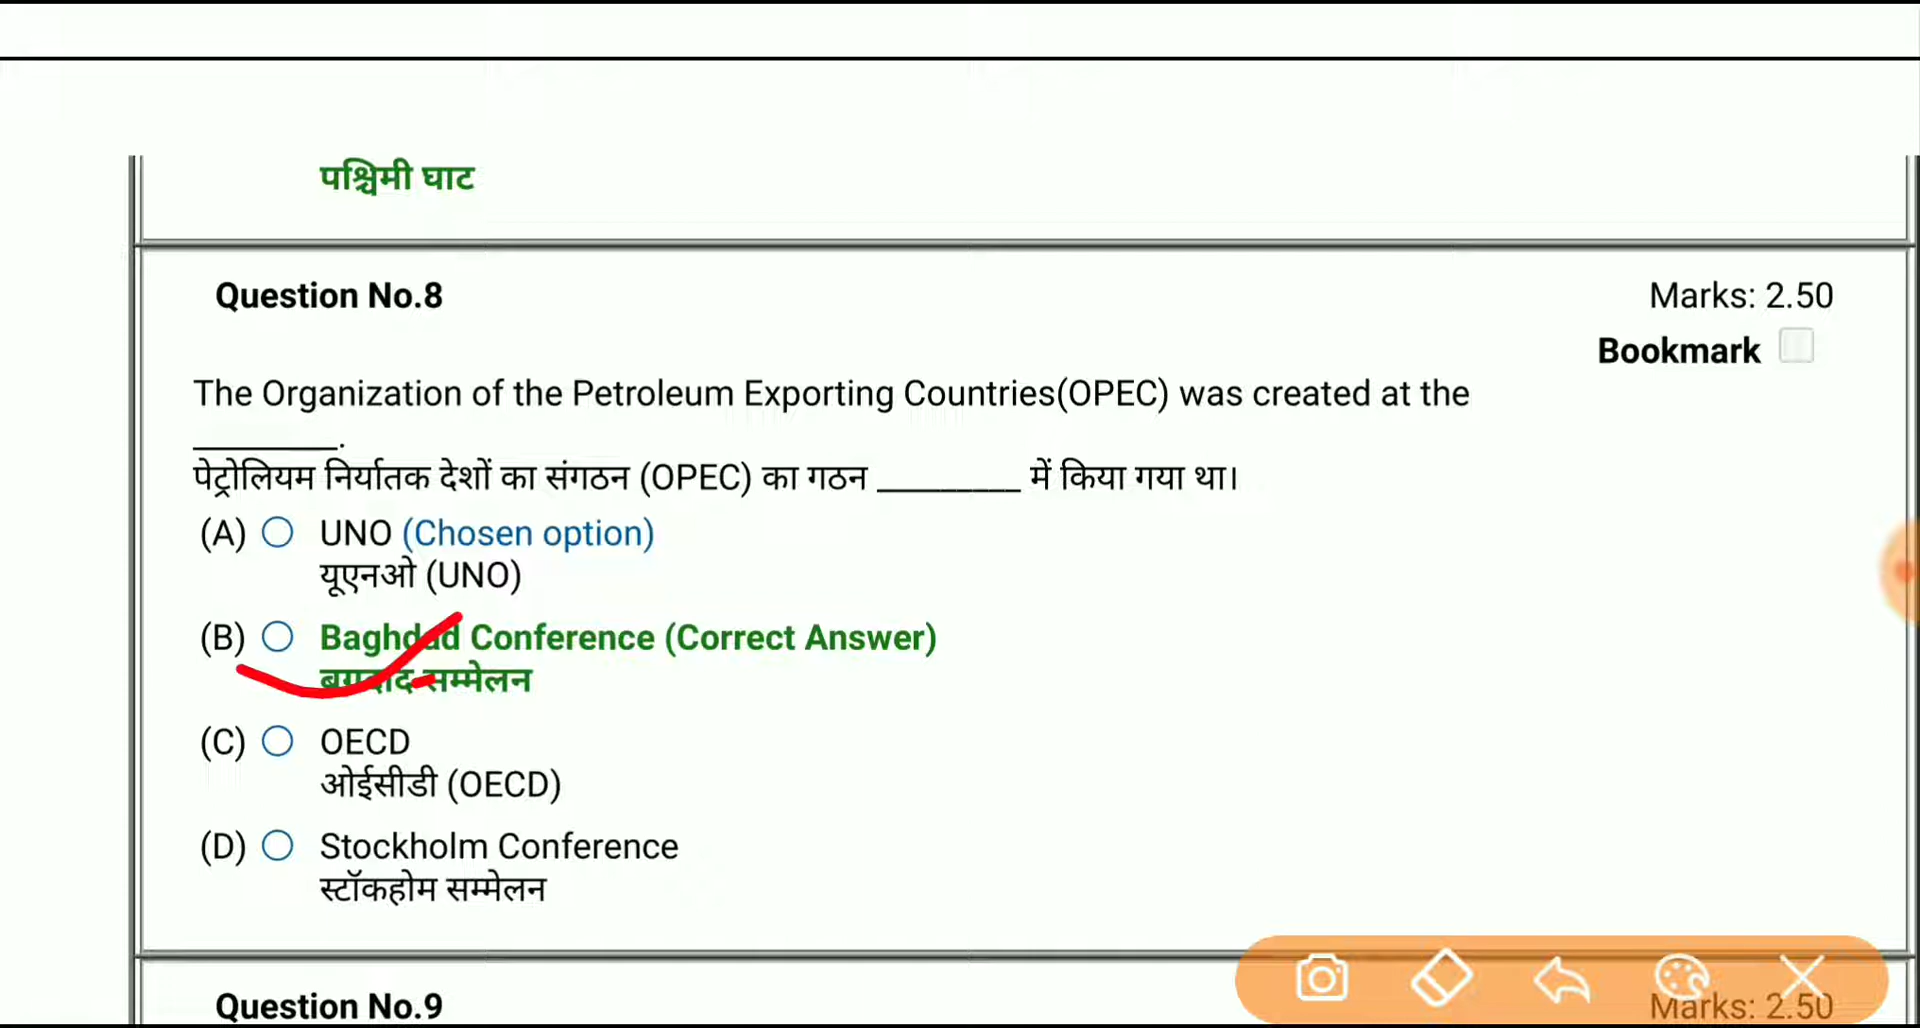 पश्चिमी घाट
Question No.8
Marks: 2.50
Bookmark
The Organization of the Petroleum Exporting Countries(OPEC) was created at the
________.
पेट्रोलियम निर्यातक देशों का संगठन (OPEC) का गठन ________ में किया गया था।
(A) UNO (Chosen option)
यूएनओ (UNO)
(B) Baghdad Conference (Correct Answer)
बगदाद सम्मेलन
(C) OECD
ओईसीडी (OECD)
(D) Stockholm Conference
स्टॉकहोम सम्मेलन
Question No.9
Marks: 2.50